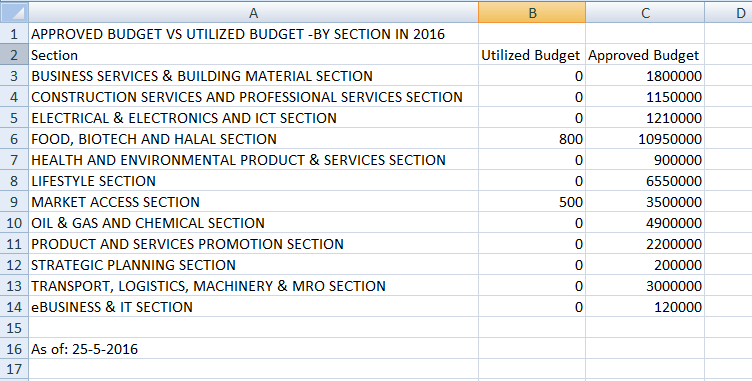 A B C D
1 APPROVED BUDGET VS UTILIZED BUDGET -BY SECTION IN 2016
2 Section Utilized Budget Approved Budget
3 BUSINESS SERVICES & BUILDING MATERIAL SECTION 0 1800000
4 CONSTRUCTION SERVICES AND PROFESSIONAL SERVICES SECTION 0 1150000
5 ELECTRICAL & ELECTRONICS AND ICT SECTION 0 1210000
6 FOOD, BIOTECH AND HALAL SECTION 800 10950000
7 HEALTH AND ENVIRONMENTAL PRODUCT & SERVICES SECTION 0 900000
8 LIFESTYLE SECTION 0 6550000
9 MARKET ACCESS SECTION 500 3500000
10 OIL & GAS AND CHEMICAL SECTION 0 4900000
11 PRODUCT AND SERVICES PROMOTION SECTION 0 2200000
12 STRATEGIC PLANNING SECTION 0 200000
13 TRANSPORT, LOGISTICS, MACHINERY & MRO SECTION 0 3000000
14 eBUSINESS & IT SECTION 0 120000
15
16 As of: 25-5-2016
17